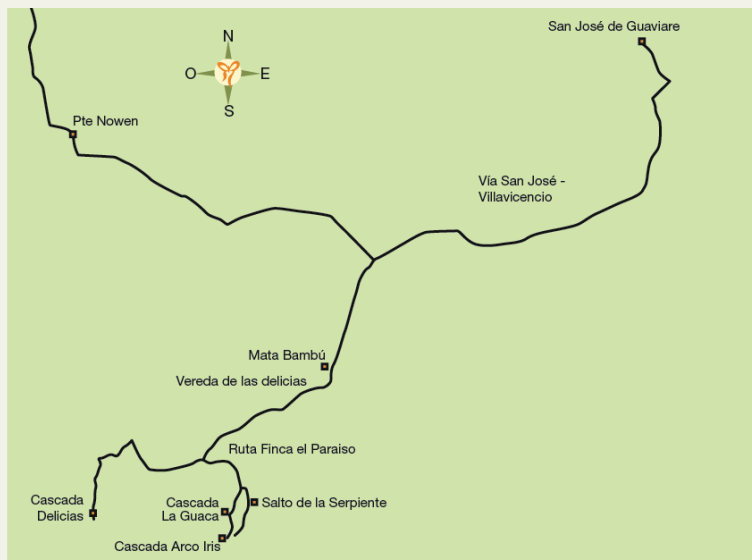 San José de Guaviare
N
O
E
S
Pte Nowen
Vía San José -
Villavicencio
Mata Bambú
Vereda de las delicias
Ruta Finca el Paraiso
Cascada
Delicias
Cascada
La Guaca
Salto de la Serpiente
Cascada Arco Iris